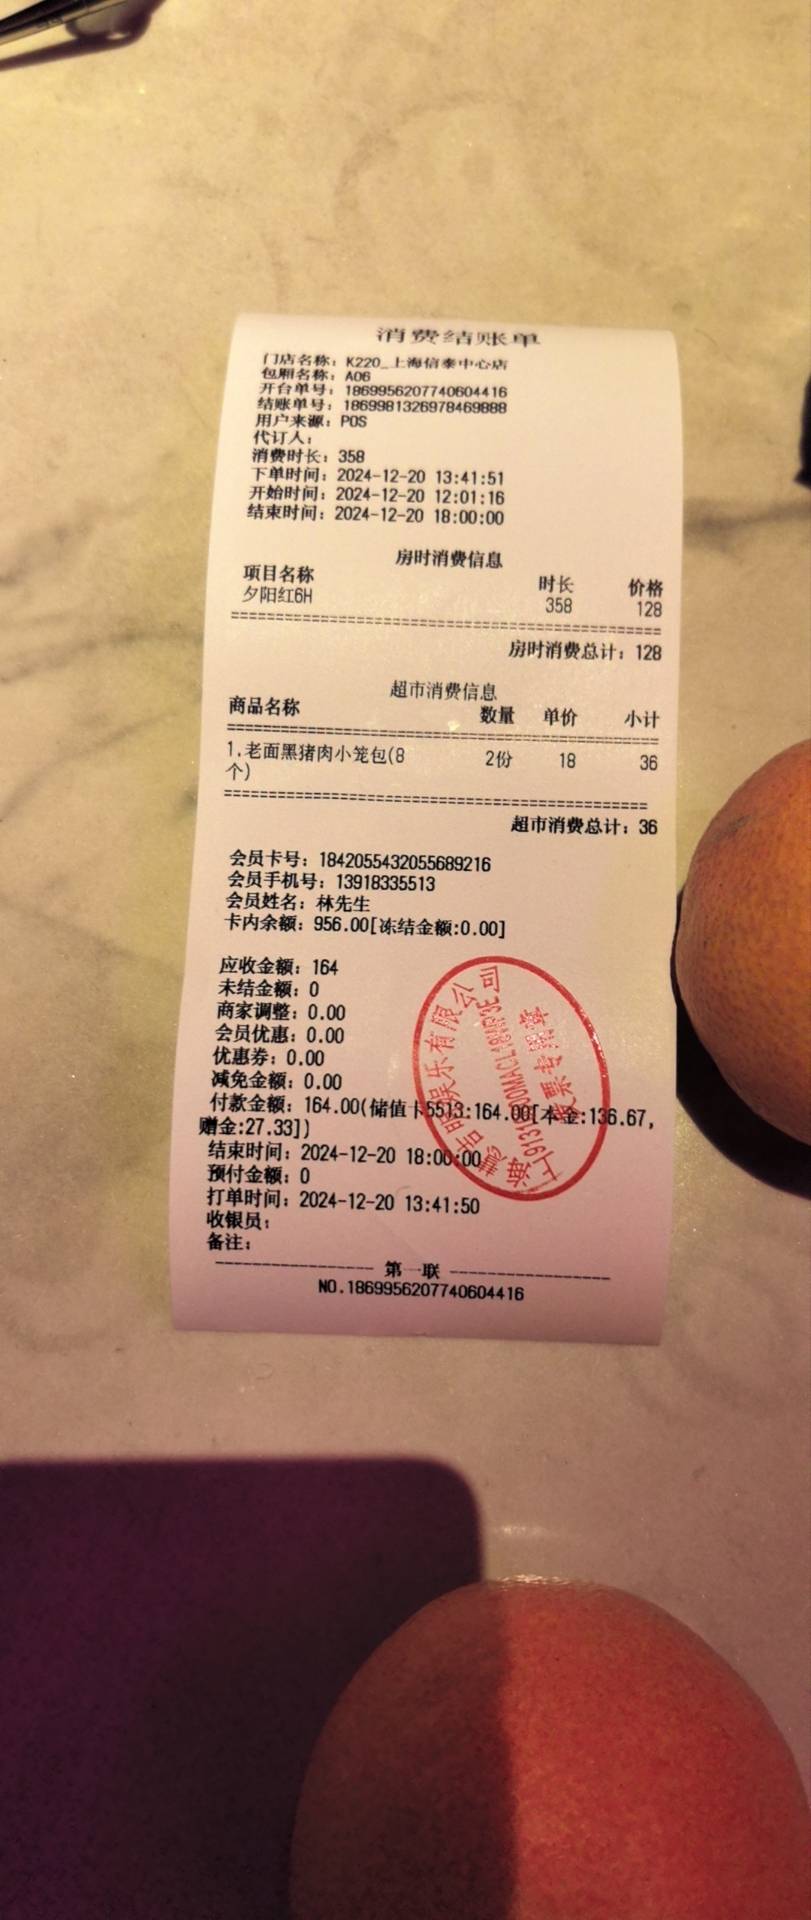 消费结账单
门店名称：K220_上海信泰中心店
包厢名称：A06
开台单号：1869956207740604416
结账单号：1869981326978469888
用户来源：POS
代订人：
消费时长：358
下单时间：2024-12-20 13:41:51
开始时间：2024-12-20 12:01:16
结束时间：2024-12-20 18:00:00
房时消费信息
项目名称 时长 价格
夕阳红6H 358 128
房时消费总计：128
超市消费信息
商品名称 数量 单价 小计
1.老面黑猪肉小笼包(8 2份 18 36
个)
超市消费总计：36
会员卡号：1842055432055689216
会员手机号：13918335513
会员姓名：林先生
卡内余额：956.00[冻结金额:0.00]
应收金额：164
未结金额：0
商家调整：0.00
会员优惠：0.00
优惠券：0.00
减免金额：0.00
付款金额：164.00(储值卡5513:164.00[本金:136.67,
赠金:27.33])
结束时间：2024-12-20 18:00:00
预付金额：0
打单时间：2024-12-20 13:41:50
收银员：
备注：
第一联
NO.1869956207740604416
娱乐有限公司
发票专用章